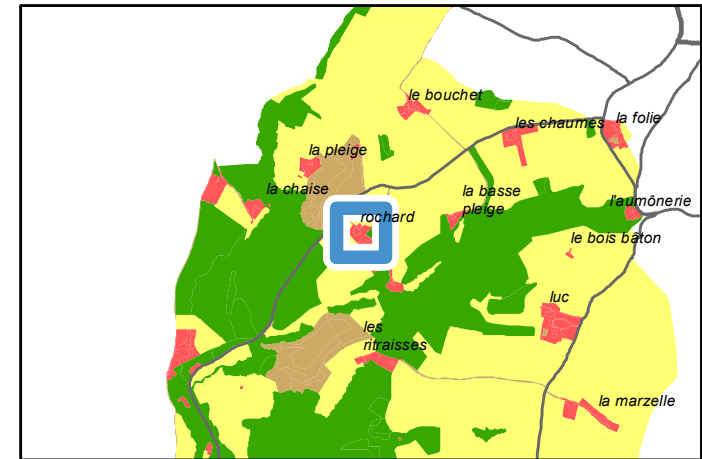 le bouchet
la folie
les chaumes
la pleige
la chaise
la basse
pleige
l'aumônerie
rochard
le bois bâton
luc
les
ritraisses
la marzelle